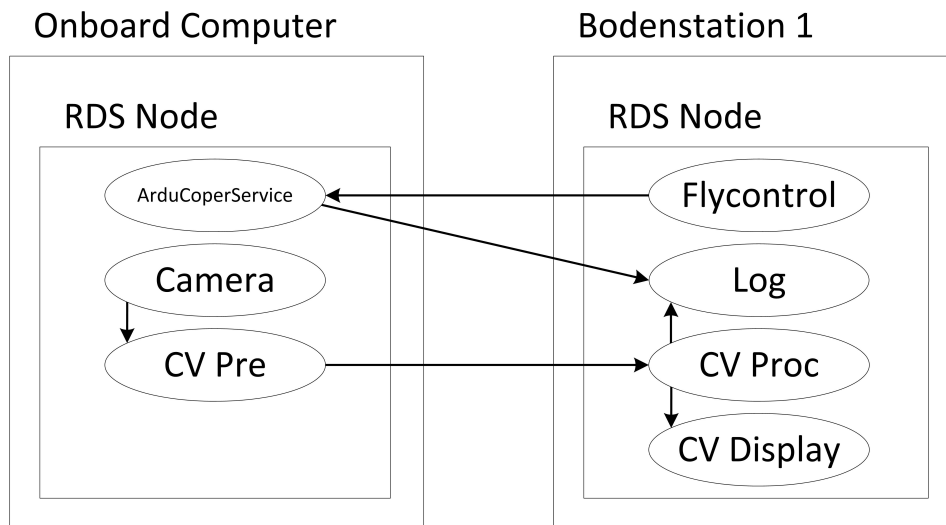 Onboard Computer
RDS Node
ArduCoperService
Camera
CV Pre
Bodenstation 1
RDS Node
Flycontrol
Log
CV Proc
CV Display